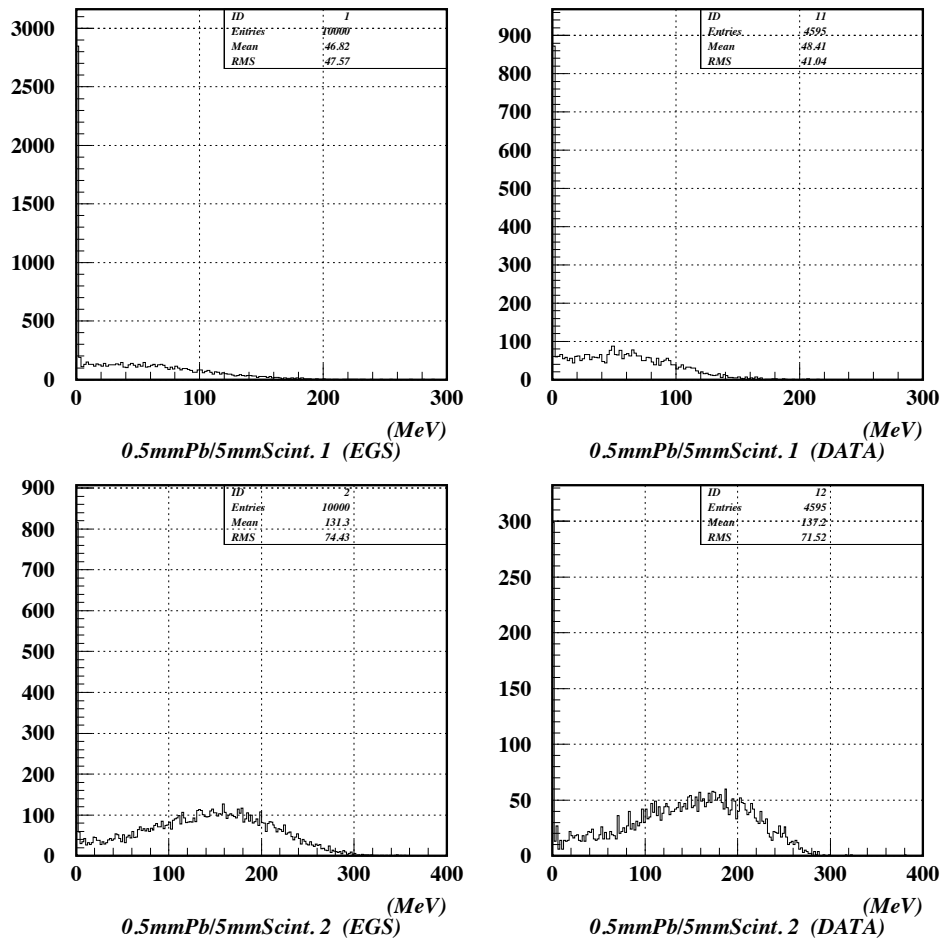 ID 1
Entries 10000
Mean 46.82
RMS 47.57
3000
2500
2000
1500
1000
500
0
0 100 200 300
(MeV)
0.5mmPb/5mmScint. 1 (EGS)
ID 11
Entries 4595
Mean 48.41
RMS 41.04
900
800
700
600
500
400
300
200
100
0
0 100 200 300
(MeV)
0.5mmPb/5mmScint. 1 (DATA)
ID 2
Entries 10000
Mean 131.3
RMS 74.43
900
800
700
600
500
400
300
200
100
0
0 100 200 300 400
(MeV)
0.5mmPb/5mmScint. 2 (EGS)
ID 12
Entries 4595
Mean 137.2
RMS 71.52
300
250
200
150
100
50
0
0 100 200 300 400
(MeV)
0.5mmPb/5mmScint. 2 (DATA)